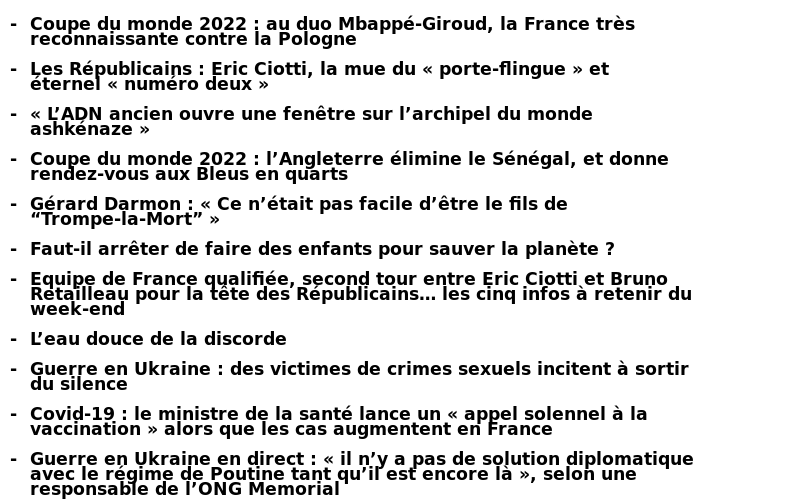 - Coupe du monde 2022 : au duo Mbappé-Giroud, la France très
reconnaissante contre la Pologne
- Les Républicains : Eric Ciotti, la mue du « porte-flingue » et
éternel « numéro deux »
- « L’ADN ancien ouvre une fenêtre sur l’archipel du monde
ashkénaze »
- Coupe du monde 2022 : l’Angleterre élimine le Sénégal, et donne
rendez-vous aux Bleus en quarts
- Gérard Darmon : « Ce n’était pas facile d’être le fils de
“Trompe-la-Mort” »
- Faut-il arrêter de faire des enfants pour sauver la planète ?
- Equipe de France qualifiée, second tour entre Eric Ciotti et Bruno
Retailleau pour la tête des Républicains… les cinq infos à retenir du
week-end
- L’eau douce de la discorde
- Guerre en Ukraine : des victimes de crimes sexuels incitent à sortir
du silence
- Covid-19 : le ministre de la santé lance un « appel solennel à la
vaccination » alors que les cas augmentent en France
- Guerre en Ukraine en direct : « il n’y a pas de solution diplomatique
avec le régime de Poutine tant qu’il est encore là », selon une
responsable de l’ONG Memorial